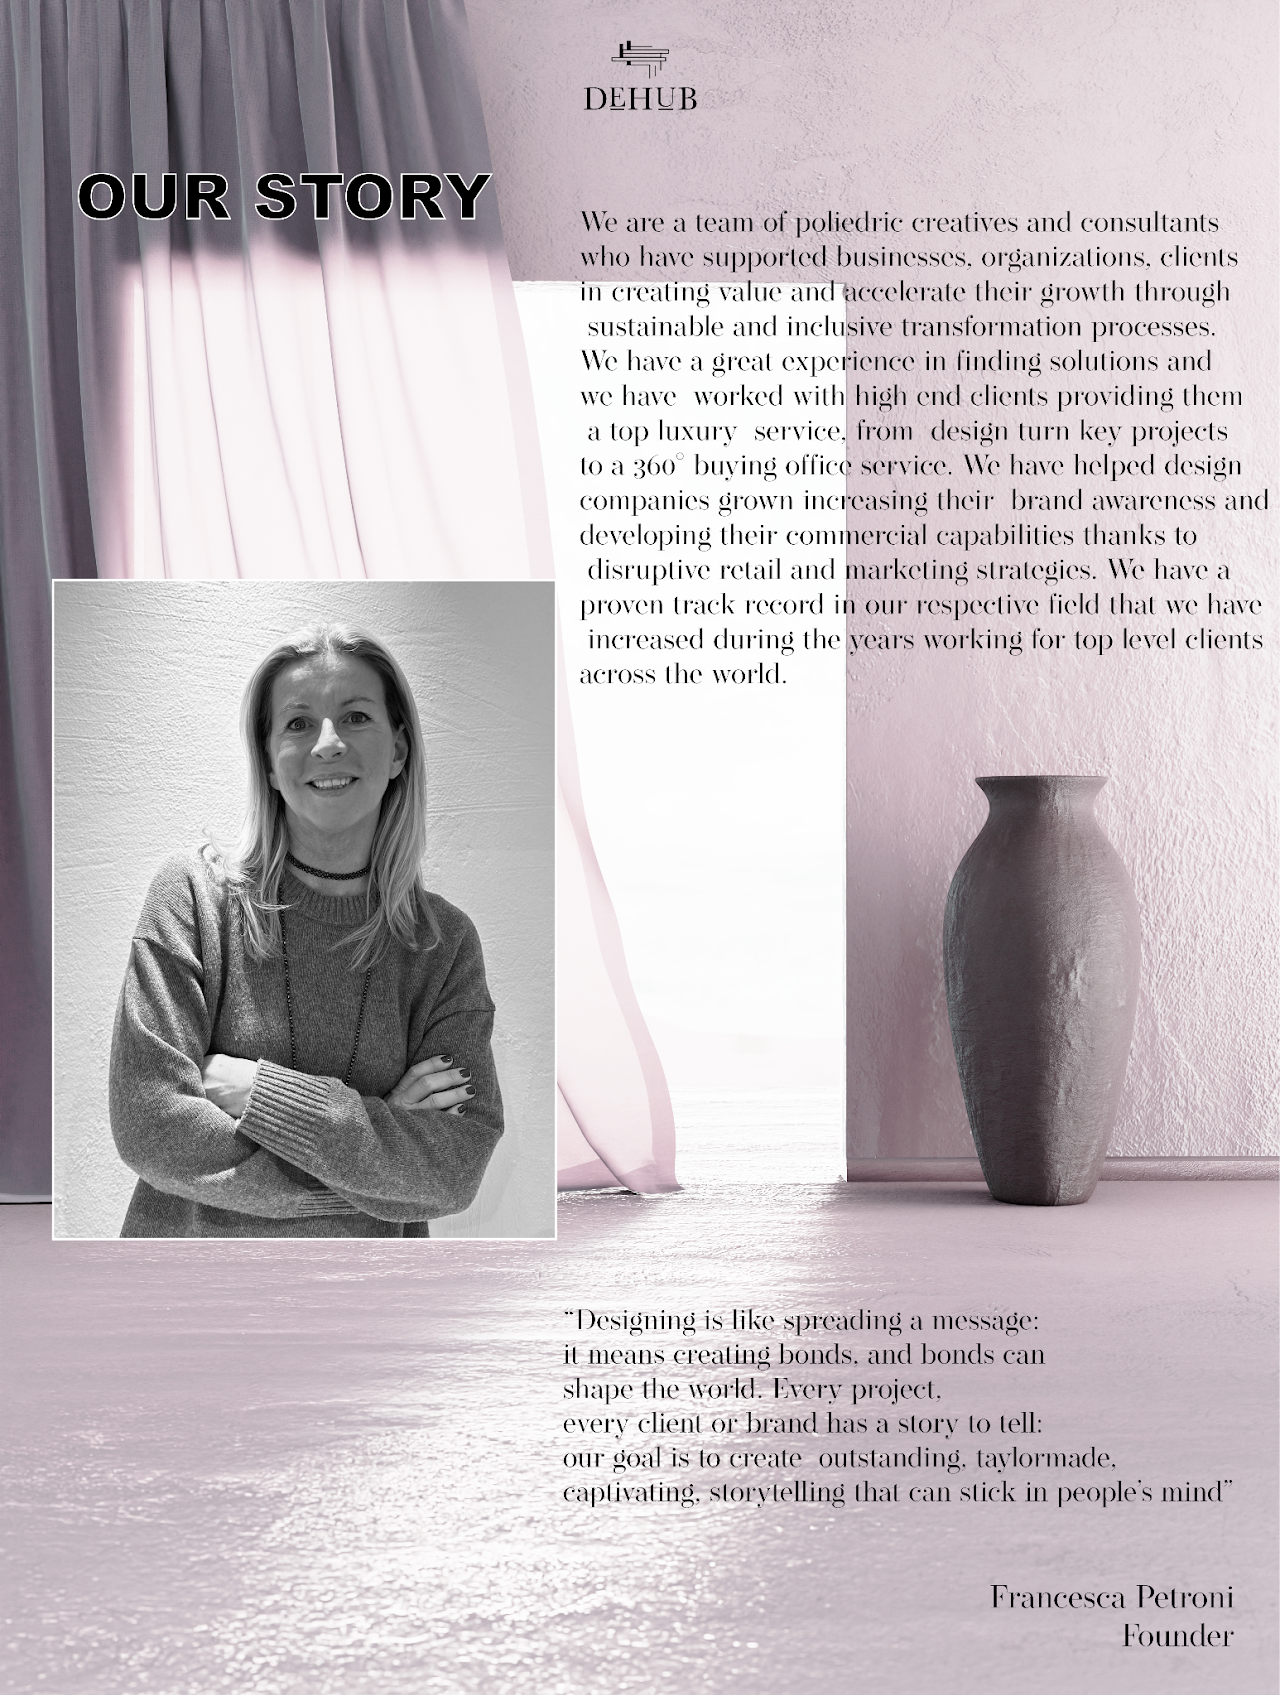 DEHUB
OUR STORY
We are a team of poliedric creatives and consultants
who have supported businesses, organizations, clients
in creating value and accelerate their growth through
sustainable and inclusive transformation processes.
We have a great experience in finding solutions and
we have worked with high end clients providing them
a top luxury service, from design turn key projects
to a 360° buying office service. We have helped design
companies grown increasing their brand awareness and
developing their commercial capabilities thanks to
disruptive retail and marketing strategies. We have a
proven track record in our respective field that we have
increased during the years working for top level clients
across the world.
“Designing is like spreading a message:
it means creating bonds, and bonds can
shape the world. Every project,
every client or brand has a story to tell:
our goal is to create outstanding, taylormade,
captivating, storytelling that can stick in people's mind”
Francesca Petroni
Founder